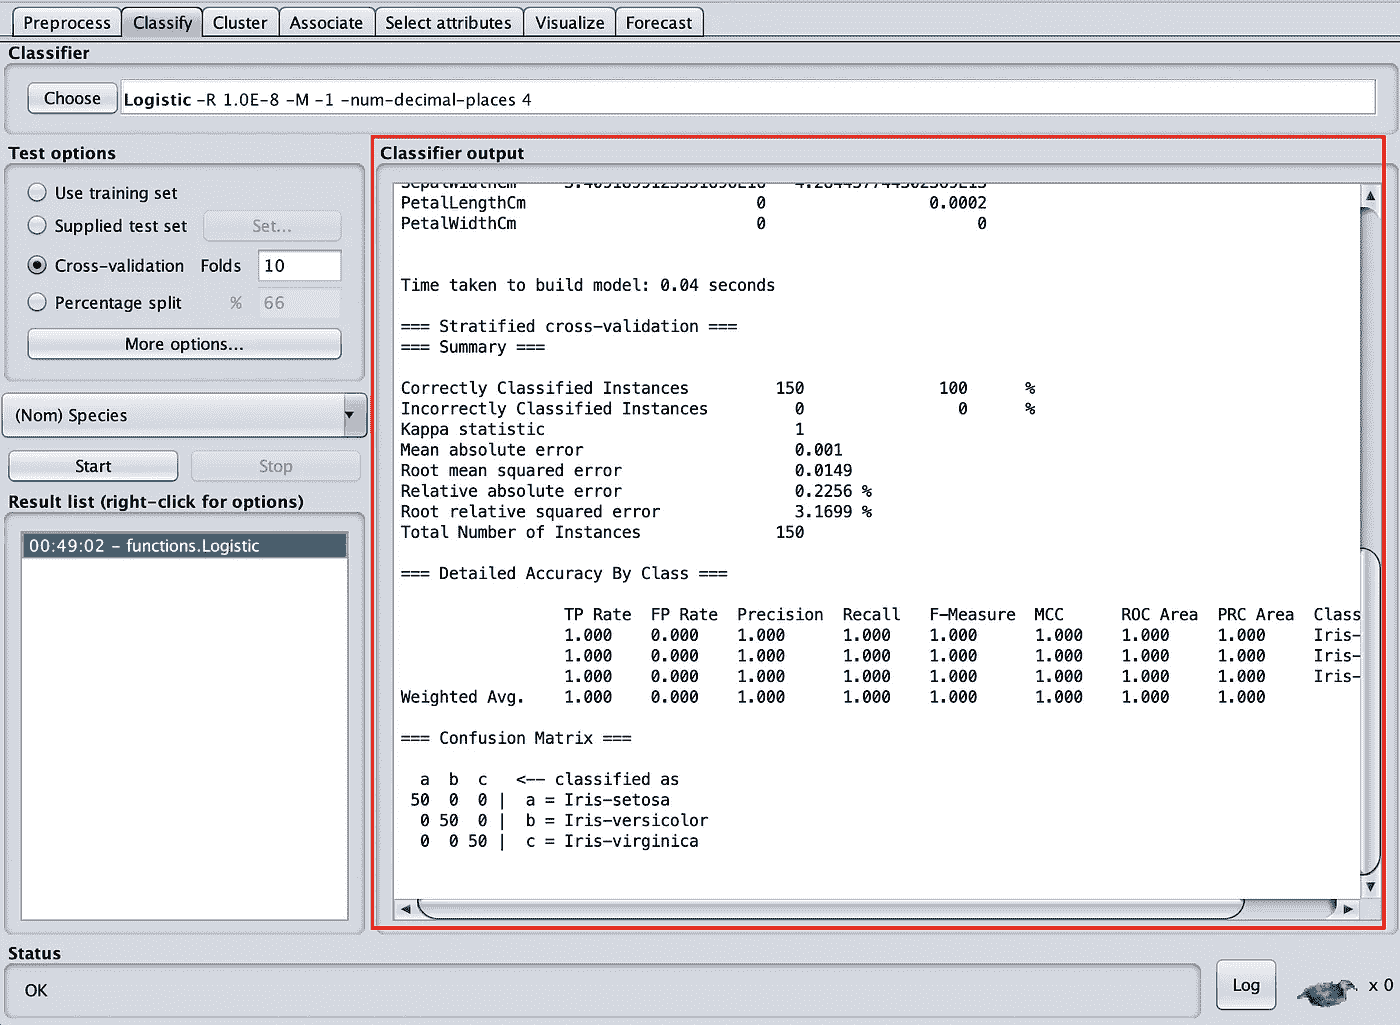 Preprocess Classify Cluster Associate Select attributes Visualize Forecast
Classifier
Choose Logistic -R 1.0E-8 -M -1 -num-decimal-places 4
Test options
Use training set
Supplied test set Set...
Cross-validation Folds 10
Percentage split % 66
More options...
(Nom) Species
Start Stop
Result list (right-click for options)
00:49:02 - functions.Logistic
Classifier output
PetalLengthCm 0 0.0002
PetalWidthCm 0 0
Time taken to build model: 0.04 seconds
=== Stratified cross-validation ===
=== Summary ===
Correctly Classified Instances 150 100 %
Incorrectly Classified Instances 0 0 %
Kappa statistic 1
Mean absolute error 0.001
Root mean squared error 0.0149
Relative absolute error 0.2256 %
Root relative squared error 3.1699 %
Total Number of Instances 150
=== Detailed Accuracy By Class ===
TP Rate FP Rate Precision Recall F-Measure MCC ROC Area PRC Area Class
1.000 0.000 1.000 1.000 1.000 1.000 1.000 1.000 Iris-
1.000 0.000 1.000 1.000 1.000 1.000 1.000 1.000 Iris-
1.000 0.000 1.000 1.000 1.000 1.000 1.000 1.000 Iris-
Weighted Avg. 1.000 0.000 1.000 1.000 1.000 1.000 1.000 1.000
=== Confusion Matrix ===
a b c <-- classified as
50 0 0 | a = Iris-setosa
0 50 0 | b = Iris-versicolor
0 0 50 | c = Iris-virginica
Status
OK
Log x 0